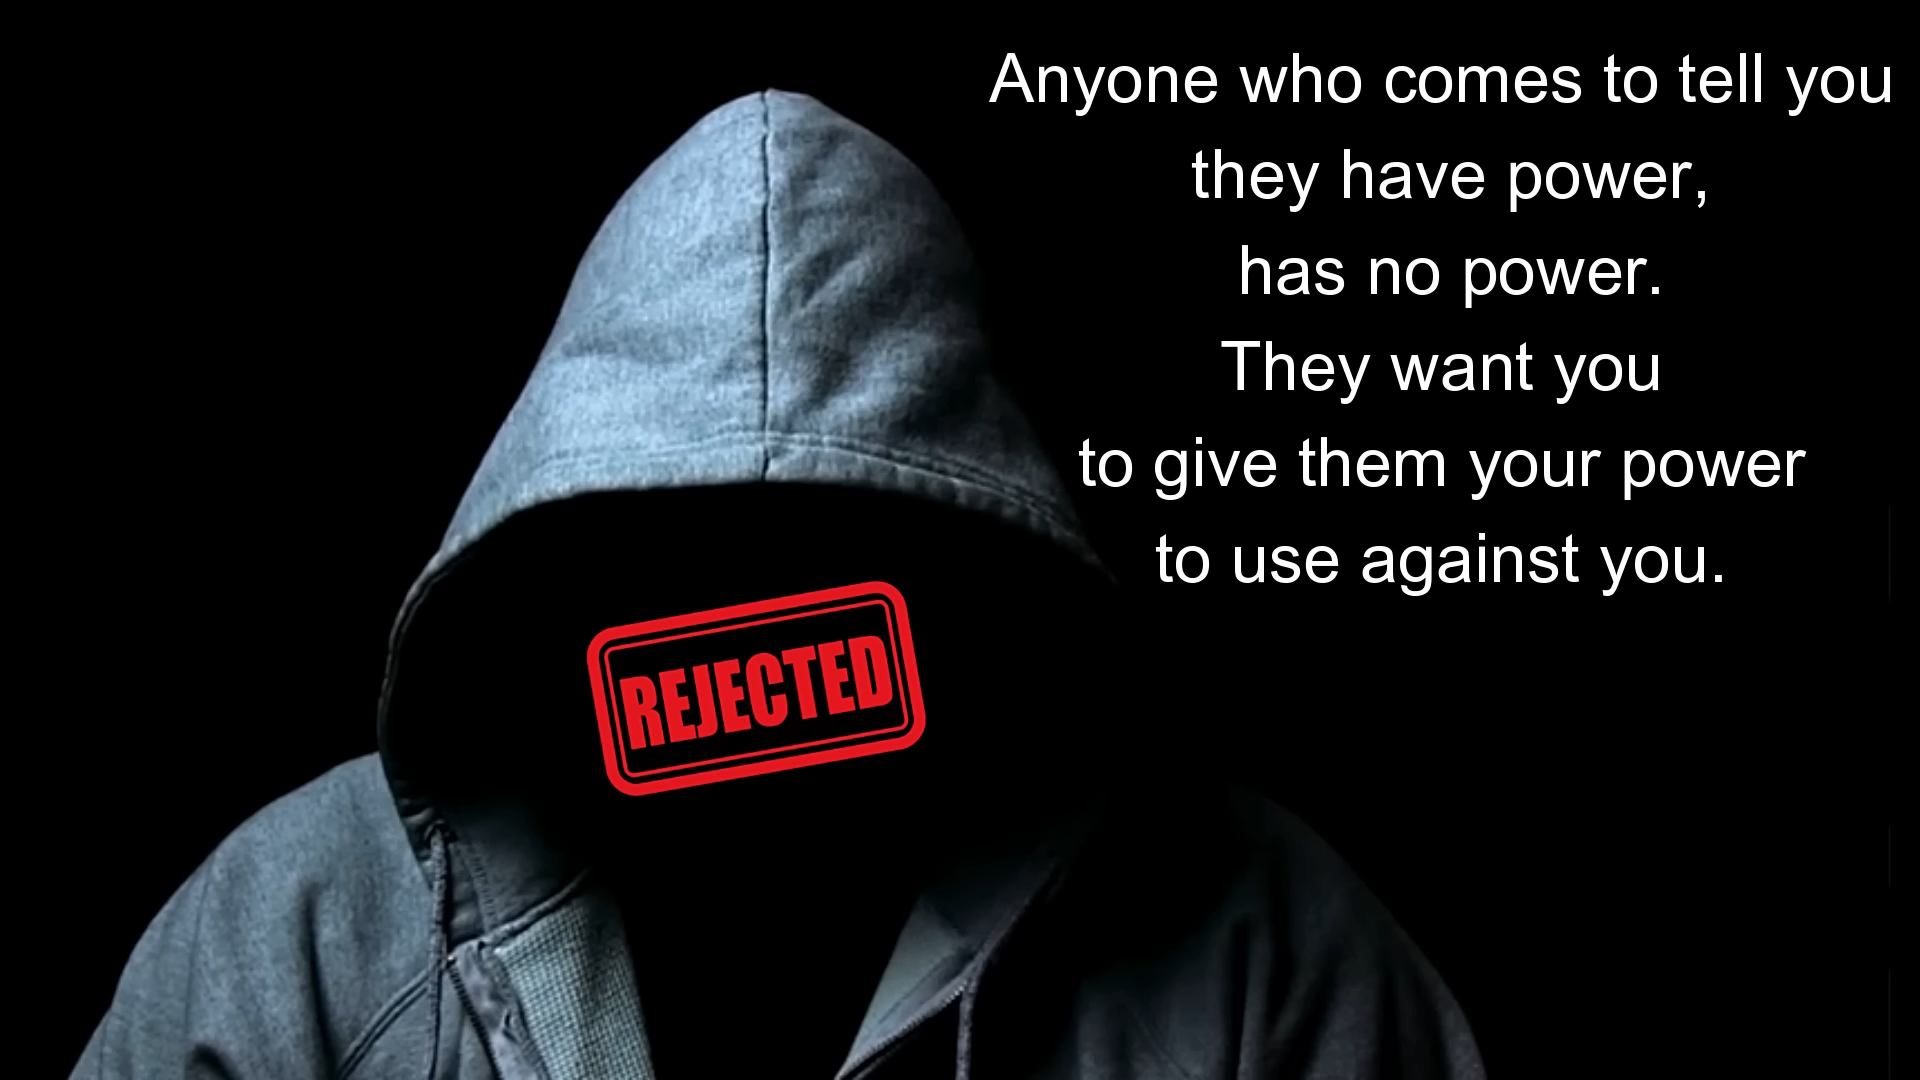 Anyone who comes to tell you
they have power,
has no power.
They want you
to give them your power
to use against you.
REJECTED